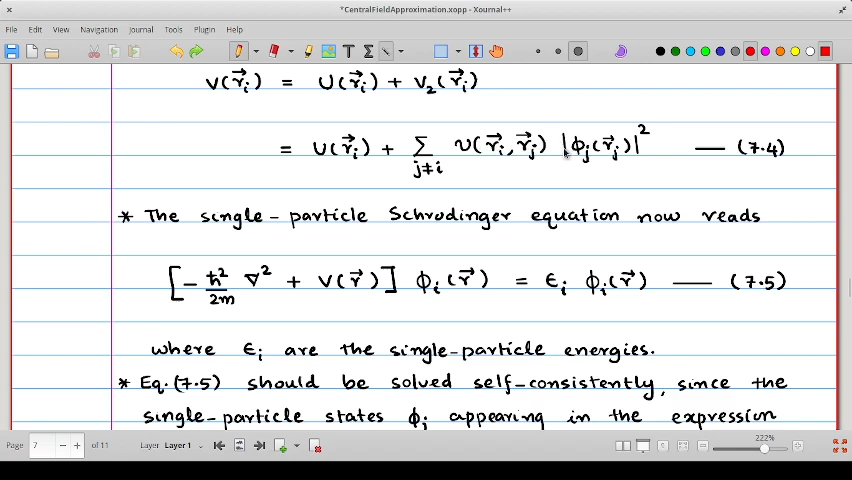 *CentralFieldApproximation.xopp - Xournal++
File Edit View Navigation Journal Tools Plugin Help
V(r⃗ᵢ) = U(r⃗ᵢ) + V₂(r⃗ᵢ)
= U(r⃗ᵢ) + Σ_{j≠i} v(r⃗ᵢ, r⃗ⱼ) |ϕⱼ(r⃗ⱼ)|² — (7.4)
* The single-particle Schrodinger equation now reads
[-ħ²/2m ∇² + V(r⃗)] ϕᵢ(r⃗) = ϵᵢ ϕᵢ(r⃗) — (7.5)
where ϵᵢ are the single-particle energies.
* Eq.(7.5) should be solved self-consistently, since the
single-particle states ϕⱼ appearing in the expression
Page 7 of 11 Layer Layer 1 222%